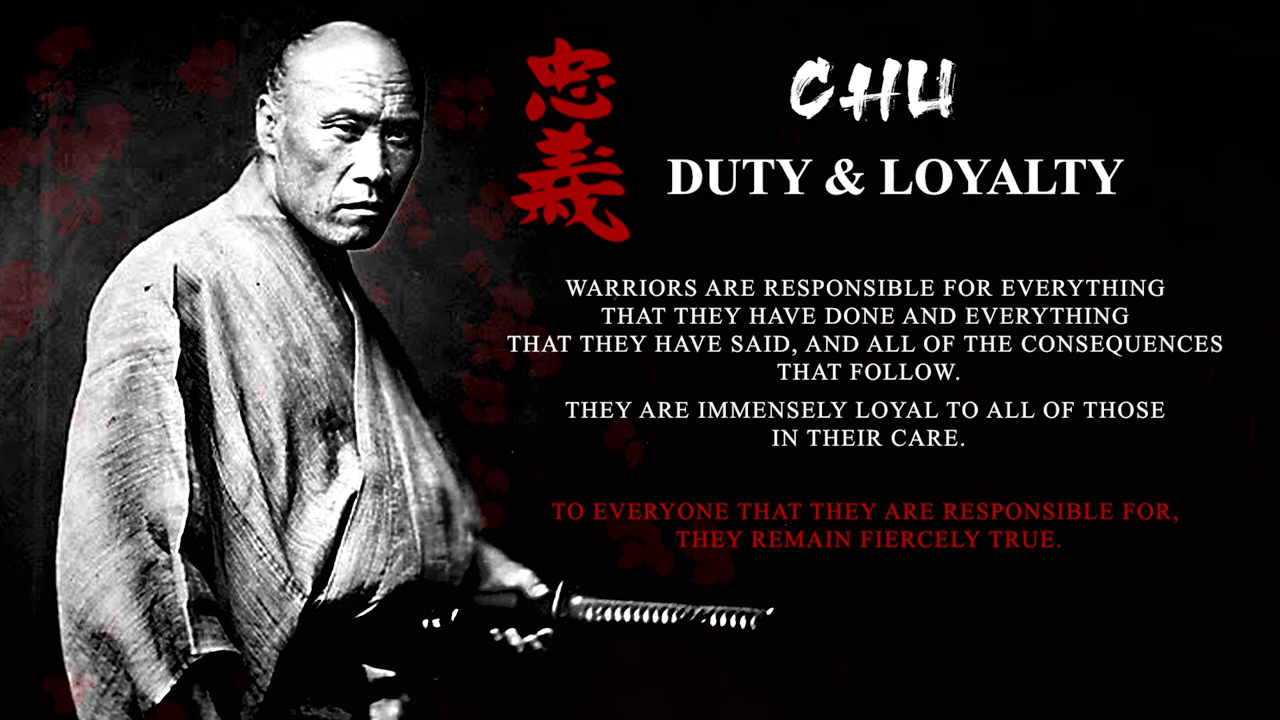 忠義
CHU
DUTY & LOYALTY
WARRIORS ARE RESPONSIBLE FOR EVERYTHING
THAT THEY HAVE DONE AND EVERYTHING
THAT THEY HAVE SAID, AND ALL OF THE CONSEQUENCES
THAT FOLLOW.
THEY ARE IMMENSELY LOYAL TO ALL OF THOSE
IN THEIR CARE.
TO EVERYONE THAT THEY ARE RESPONSIBLE FOR,
THEY REMAIN FIERCELY TRUE.